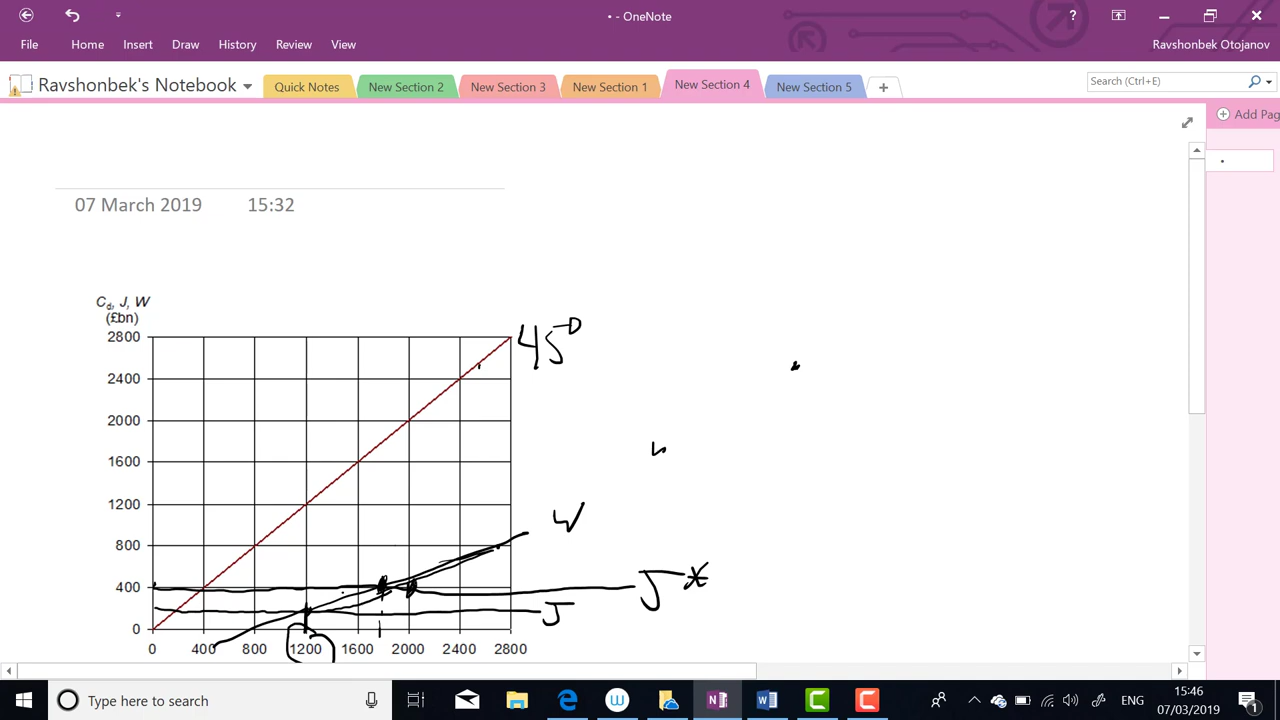 • - OneNote
?
File Home Insert Draw History Review View
Ravshonbek Otojanov
Ravshonbek's Notebook Quick Notes New Section 2 New Section 3 New Section 1 New Section 4 New Section 5 + Search (Ctrl+E)
Add Pag
07 March 2019 15:32
Cd, J, W
(£bn)
2800
45°
2400
2000
1600
1200
W
800
400
J*
J
0
0 400 800 1200 1600 2000 2400 2800
Type here to search
ENG
15:46
07/03/2019
1